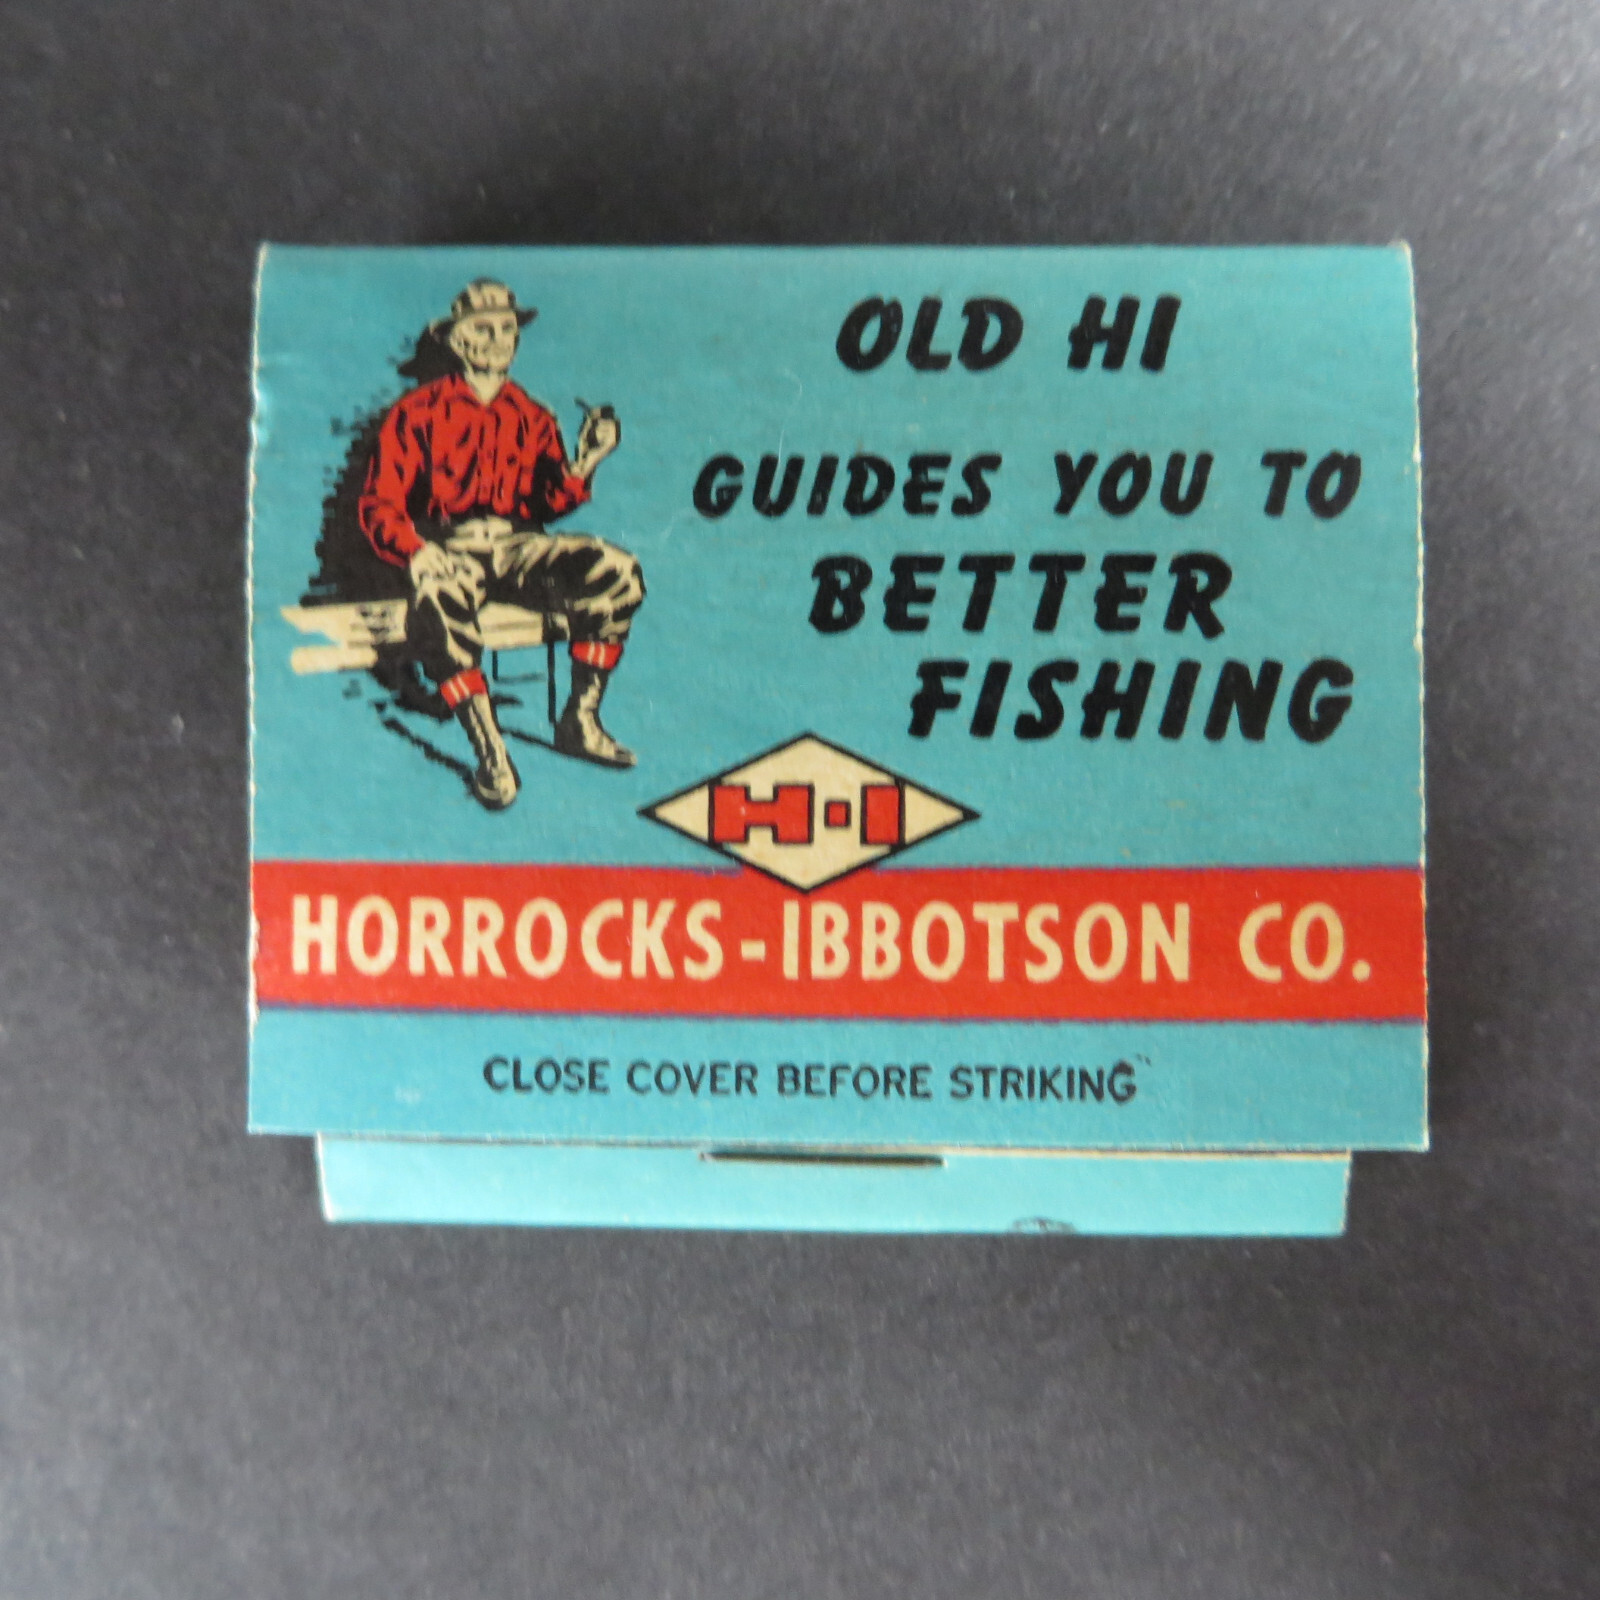 OLD HI
GUIDES YOU TO
BETTER
FISHING
H·I
HORROCKS-IBBOTSON CO.
CLOSE COVER BEFORE STRIKING